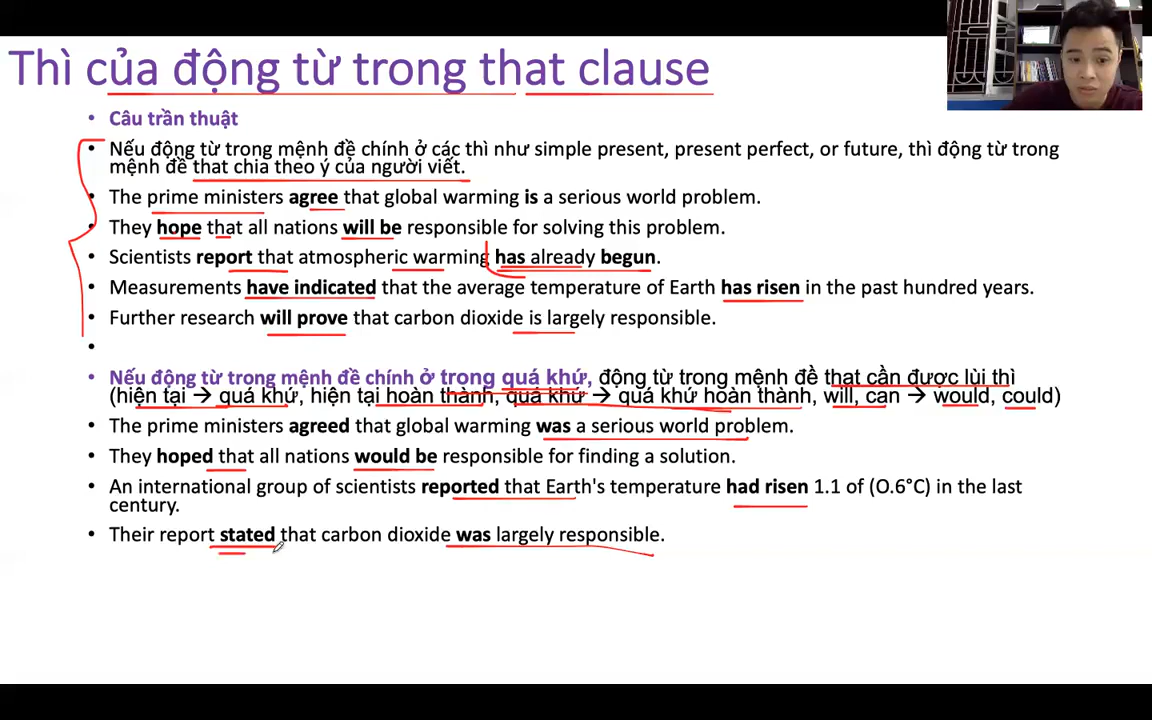 Thì của động từ trong that clause
• Câu trần thuật
• Nếu động từ trong mệnh đề chính ở các thì như simple present, present perfect, or future, thì động từ trong
mệnh đề that chia theo ý của người viết.
• The prime ministers agree that global warming is a serious world problem.
• They hope that all nations will be responsible for solving this problem.
• Scientists report that atmospheric warming has already begun.
• Measurements have indicated that the average temperature of Earth has risen in the past hundred years.
• Further research will prove that carbon dioxide is largely responsible.
•
• Nếu động từ trong mệnh đề chính ở trong quá khứ, động từ trong mệnh đề that cần được lùi thì
(hiện tại → quá khứ, hiện tại hoàn thành, quá khứ → quá khứ hoàn thành, will, can → would, could)
• The prime ministers agreed that global warming was a serious world problem.
• They hoped that all nations would be responsible for finding a solution.
• An international group of scientists reported that Earth's temperature had risen 1.1 of (O.6°C) in the last
century.
• Their report stated that carbon dioxide was largely responsible.